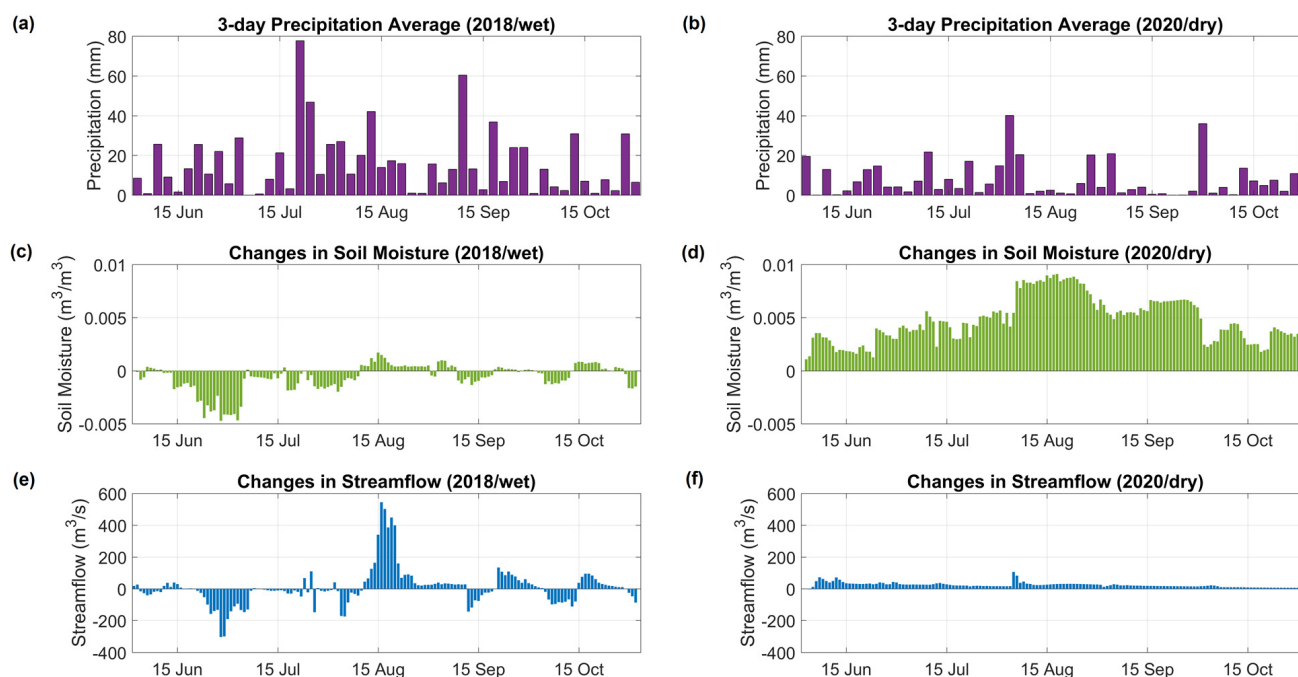 (a)
3-day Precipitation Average (2018/wet)
Precipitation (mm)
80
60
40
20
0
15 Jun 15 Jul 15 Aug 15 Sep 15 Oct
(b)
3-day Precipitation Average (2020/dry)
Precipitation (mm)
80
60
40
20
0
15 Jun 15 Jul 15 Aug 15 Sep 15 Oct
(c)
Changes in Soil Moisture (2018/wet)
Soil Moisture (m³/m³)
0.01
0.005
0
-0.005
15 Jun 15 Jul 15 Aug 15 Sep 15 Oct
(d)
Changes in Soil Moisture (2020/dry)
Soil Moisture (m³/m³)
0.01
0.005
0
-0.005
15 Jun 15 Jul 15 Aug 15 Sep 15 Oct
(e)
Changes in Streamflow (2018/wet)
Streamflow (m³/s)
600
400
200
0
-200
-400
15 Jun 15 Jul 15 Aug 15 Sep 15 Oct
(f)
Changes in Streamflow (2020/dry)
Streamflow (m³/s)
600
400
200
0
-200
-400
15 Jun 15 Jul 15 Aug 15 Sep 15 Oct